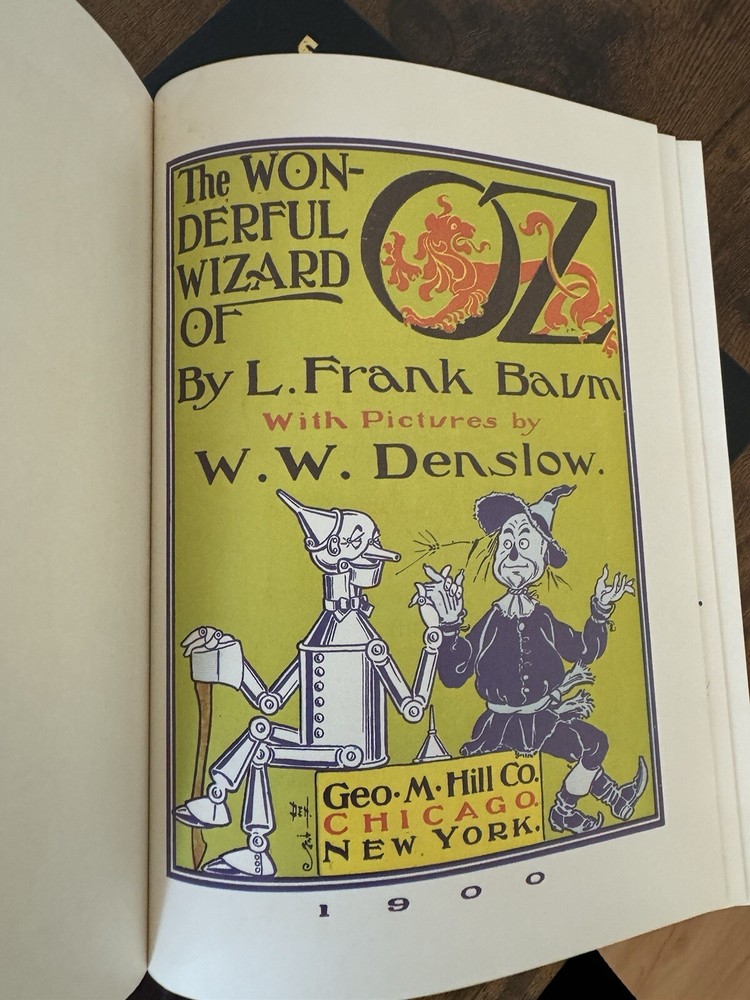 The WON-
DERFUL
WIZARD
OF
OZ
By L. Frank Baum
With Pictures by
W. W. Denslow.
Geo. M. Hill Co.
CHICAGO.
NEW YORK.
1900